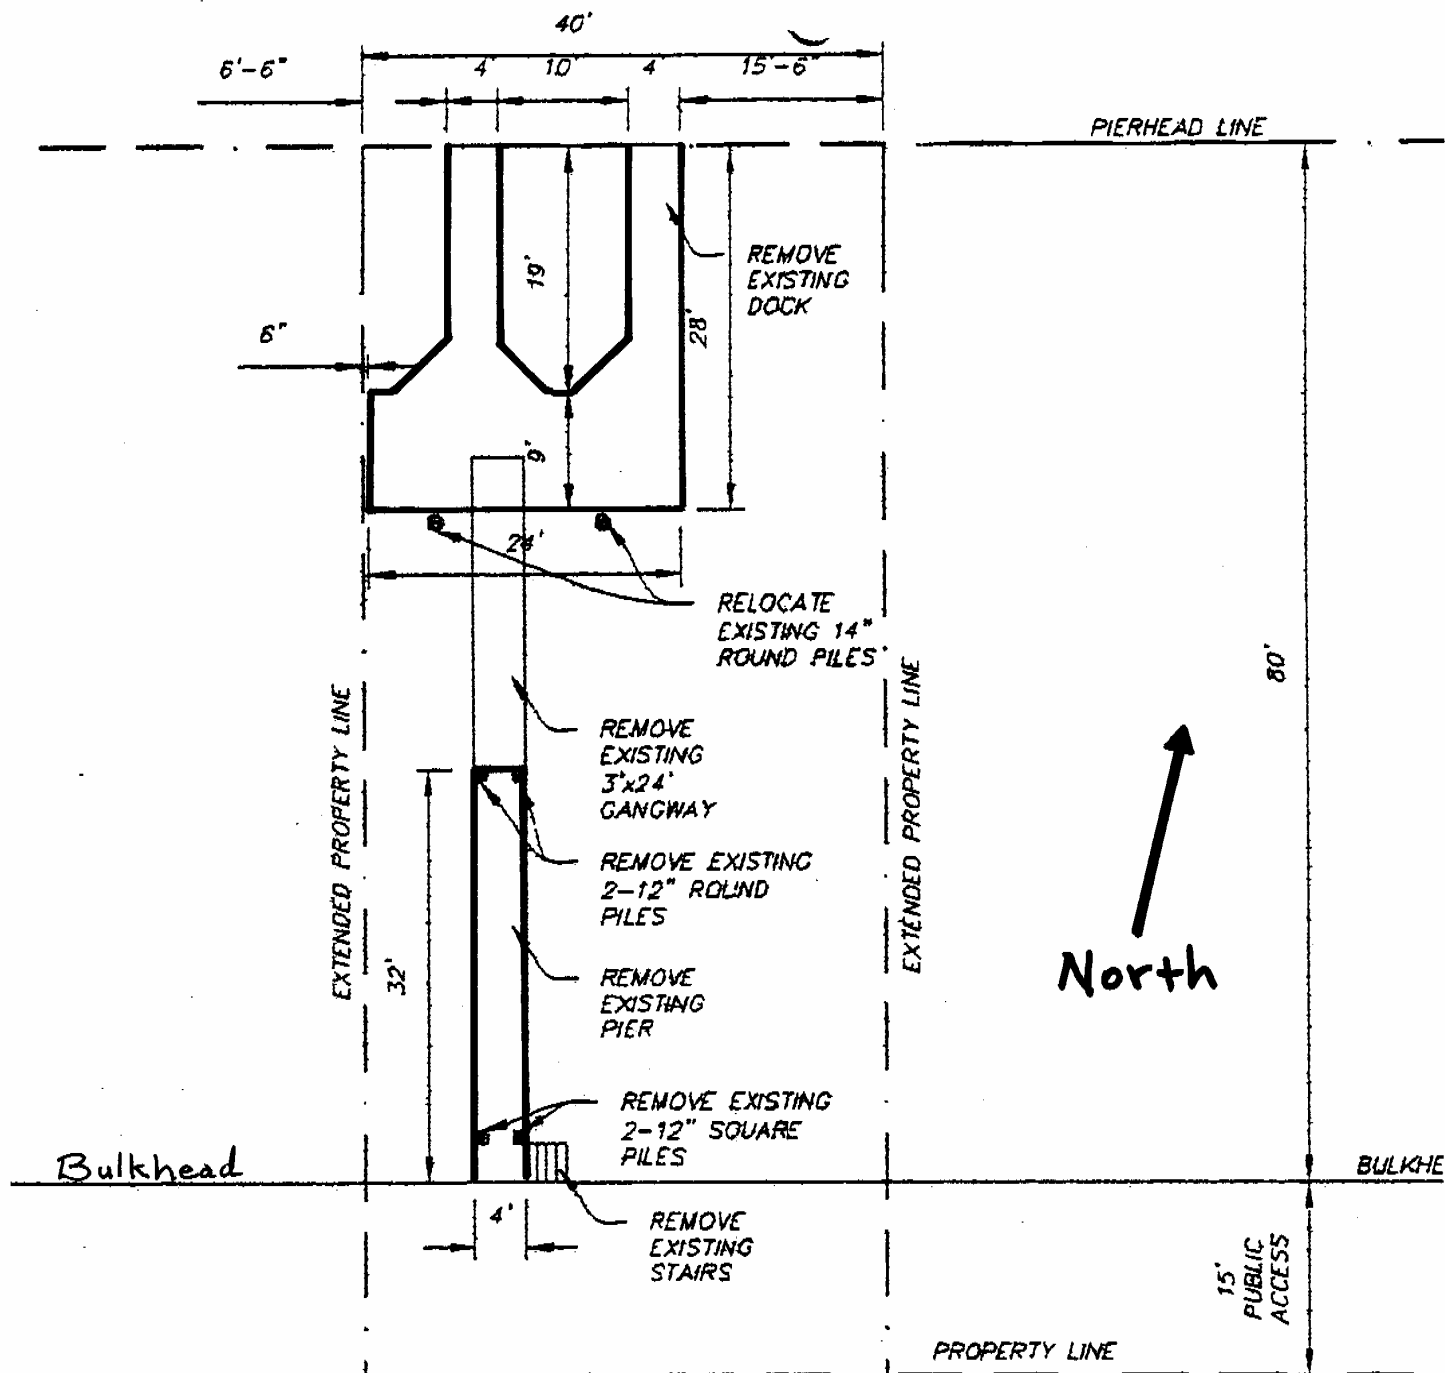 40'
6'-6"
4'
10'
4'
15'-6"
PIERHEAD LINE
REMOVE
EXISTING
DOCK
19'
28'
6"
9'
24'
RELOCATE
EXISTING 14"
ROUND PILES
80'
EXTENDED PROPERTY LINE
EXTENDED PROPERTY LINE
REMOVE
EXISTING
3'x24'
GANGWAY
REMOVE EXISTING
2-12" ROUND
PILES
North
32'
REMOVE
EXISTING
PIER
REMOVE EXISTING
2-12" SQUARE
PILES
Bulkhead
BULKHE
4'
REMOVE
EXISTING
STAIRS
15'
PUBLIC
ACCESS
PROPERTY LINE